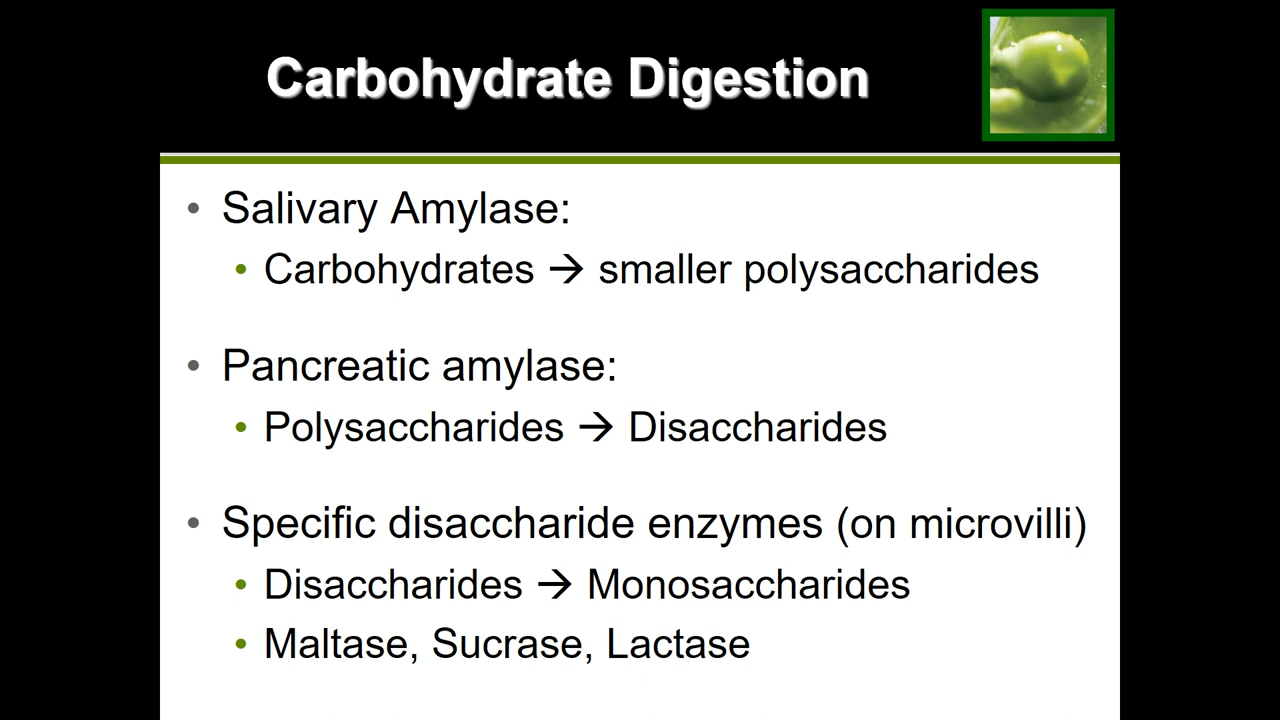 Carbohydrate Digestion
• Salivary Amylase:
• Carbohydrates → smaller polysaccharides
• Pancreatic amylase:
• Polysaccharides → Disaccharides
• Specific disaccharide enzymes (on microvilli)
• Disaccharides → Monosaccharides
• Maltase, Sucrase, Lactase